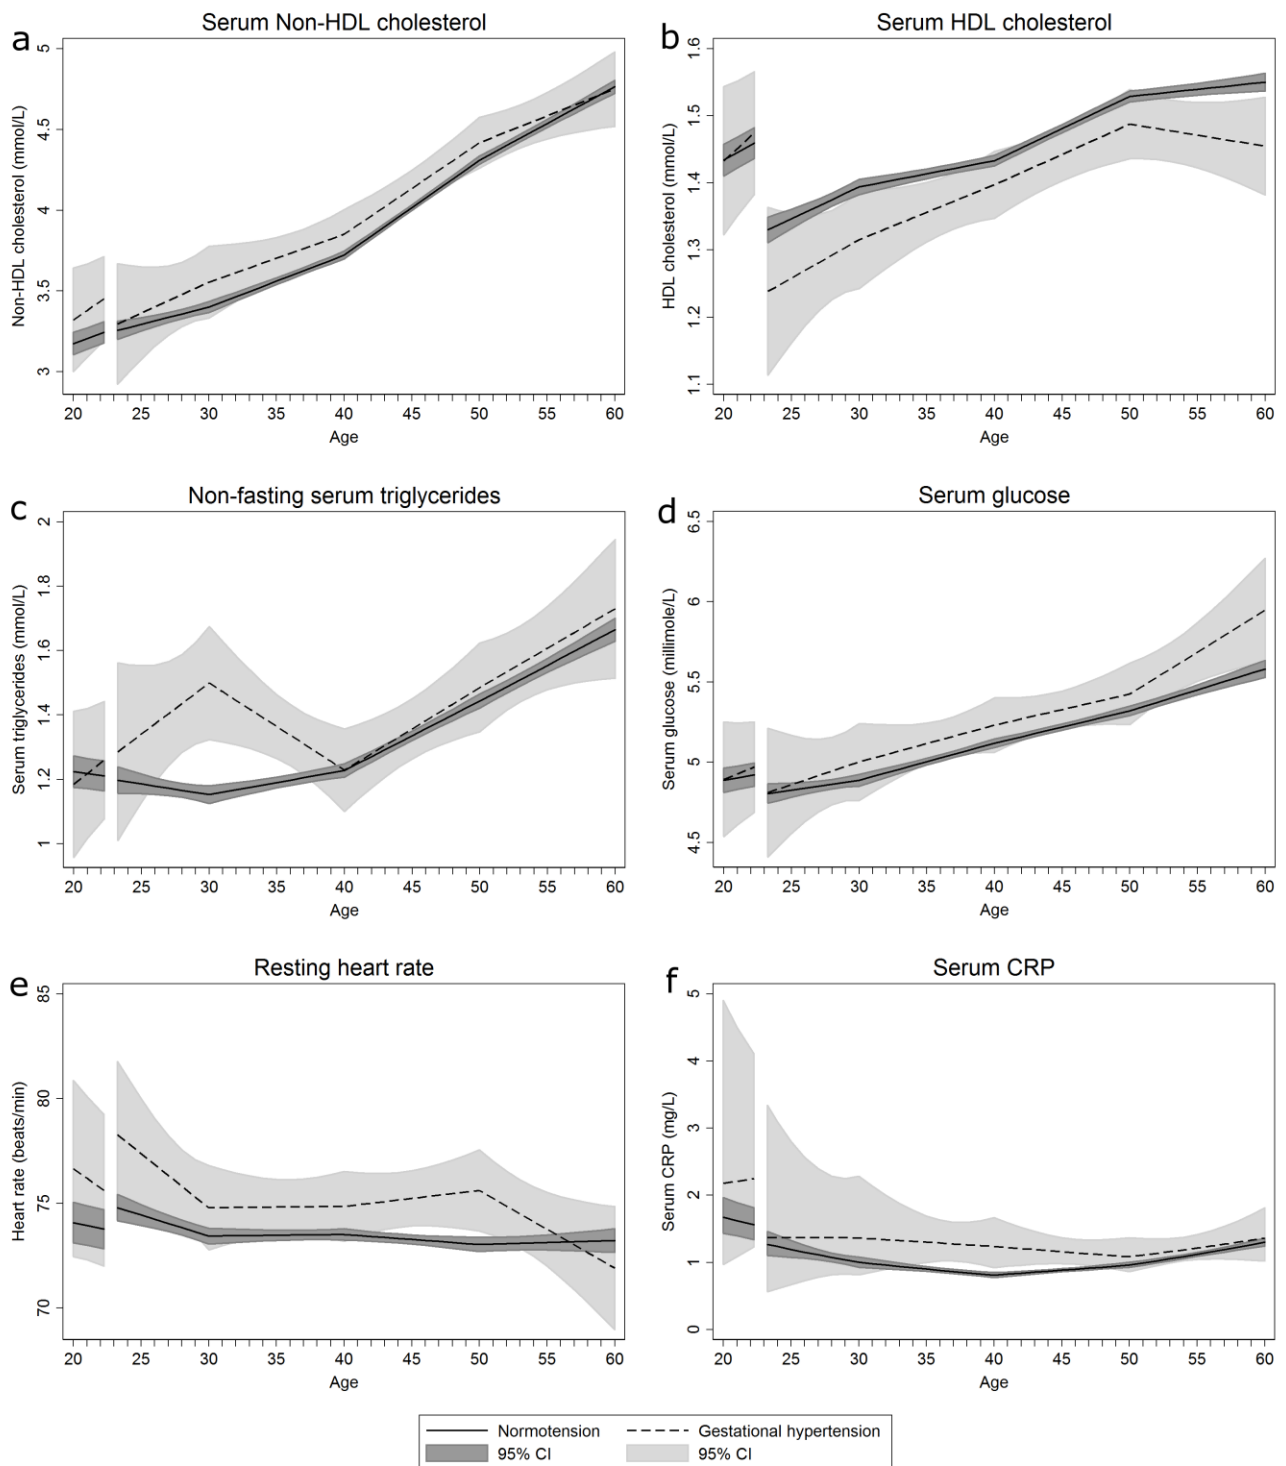 a
Serum Non-HDL cholesterol
Non-HDL cholesterol (mmol/L)
5
4.5
4
3.5
3
20 25 30 35 40 45 50 55 60
Age
b
Serum HDL cholesterol
HDL cholesterol (mmol/L)
1.6
1.5
1.4
1.3
1.2
1.1
20 25 30 35 40 45 50 55 60
Age
c
Non-fasting serum triglycerides
Serum triglycerides (mmol/L)
2
1.8
1.6
1.4
1.2
1
20 25 30 35 40 45 50 55 60
Age
d
Serum glucose
Serum glucose (millimole/L)
6.5
6
5.5
5
4.5
20 25 30 35 40 45 50 55 60
Age
e
Resting heart rate
Heart rate (beats/min)
85
80
75
70
20 25 30 35 40 45 50 55 60
Age
f
Serum CRP
Serum CRP (mg/L)
5
4
3
2
1
0
20 25 30 35 40 45 50 55 60
Age
Normotension Gestational hypertension
95% CI 95% CI